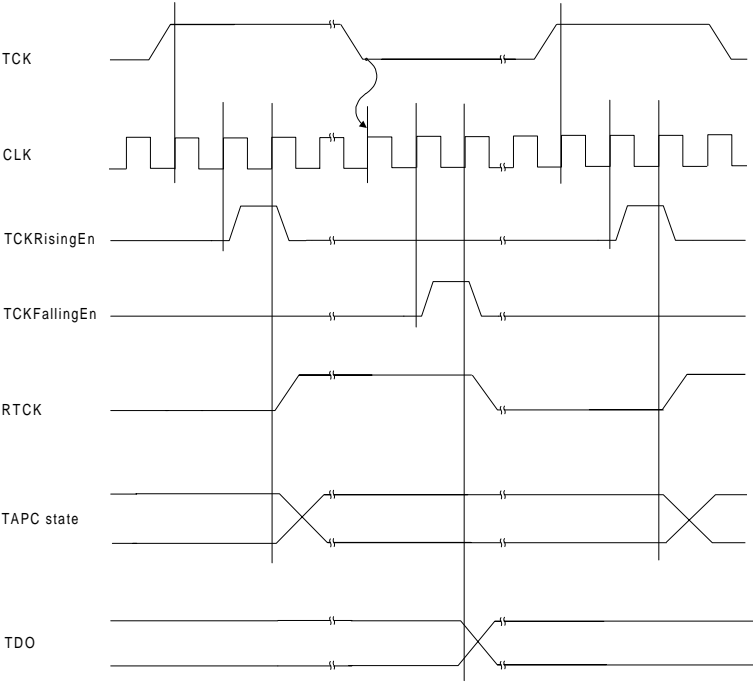 TCK
CLK
TCKRisingEn
TCKFallingEn
RTCK
TAPC state
TDO